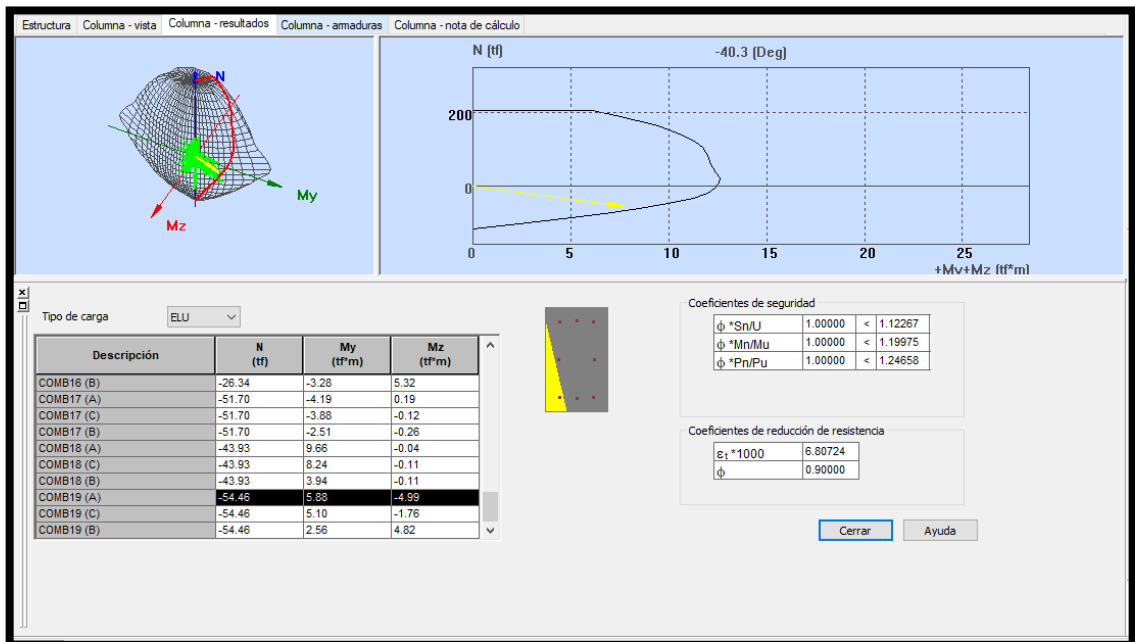 Estructura Columna - vista Columna - resultados Columna - armaduras Columna - nota de cálculo
N
My
Mz
N (tf) -40.3 (Deg)
200
0
0 5 10 15 20 25
+My+Mz (tf*m)
Tipo de carga ELU
Descripción N (tf) My (tf*m) Mz (tf*m)
COMB16 (B) -26.34 -3.28 5.32
COMB17 (A) -51.70 -4.19 0.19
COMB17 (C) -51.70 -3.88 -0.12
COMB17 (B) -51.70 -2.51 -0.26
COMB18 (A) -43.93 9.66 -0.04
COMB18 (C) -43.93 8.24 -0.11
COMB18 (B) -43.93 3.94 -0.11
COMB19 (A) -54.46 5.88 -4.99
COMB19 (C) -54.46 5.10 -1.76
COMB19 (B) -54.46 2.56 4.82
Coeficientes de seguridad
ϕ *Sn/U 1.00000 < 1.12267
ϕ *Mn/Mu 1.00000 < 1.19975
ϕ *Pn/Pu 1.00000 < 1.24658
Coeficientes de reducción de resistencia
εt *1000 6.80724
ϕ 0.90000
Cerrar Ayuda